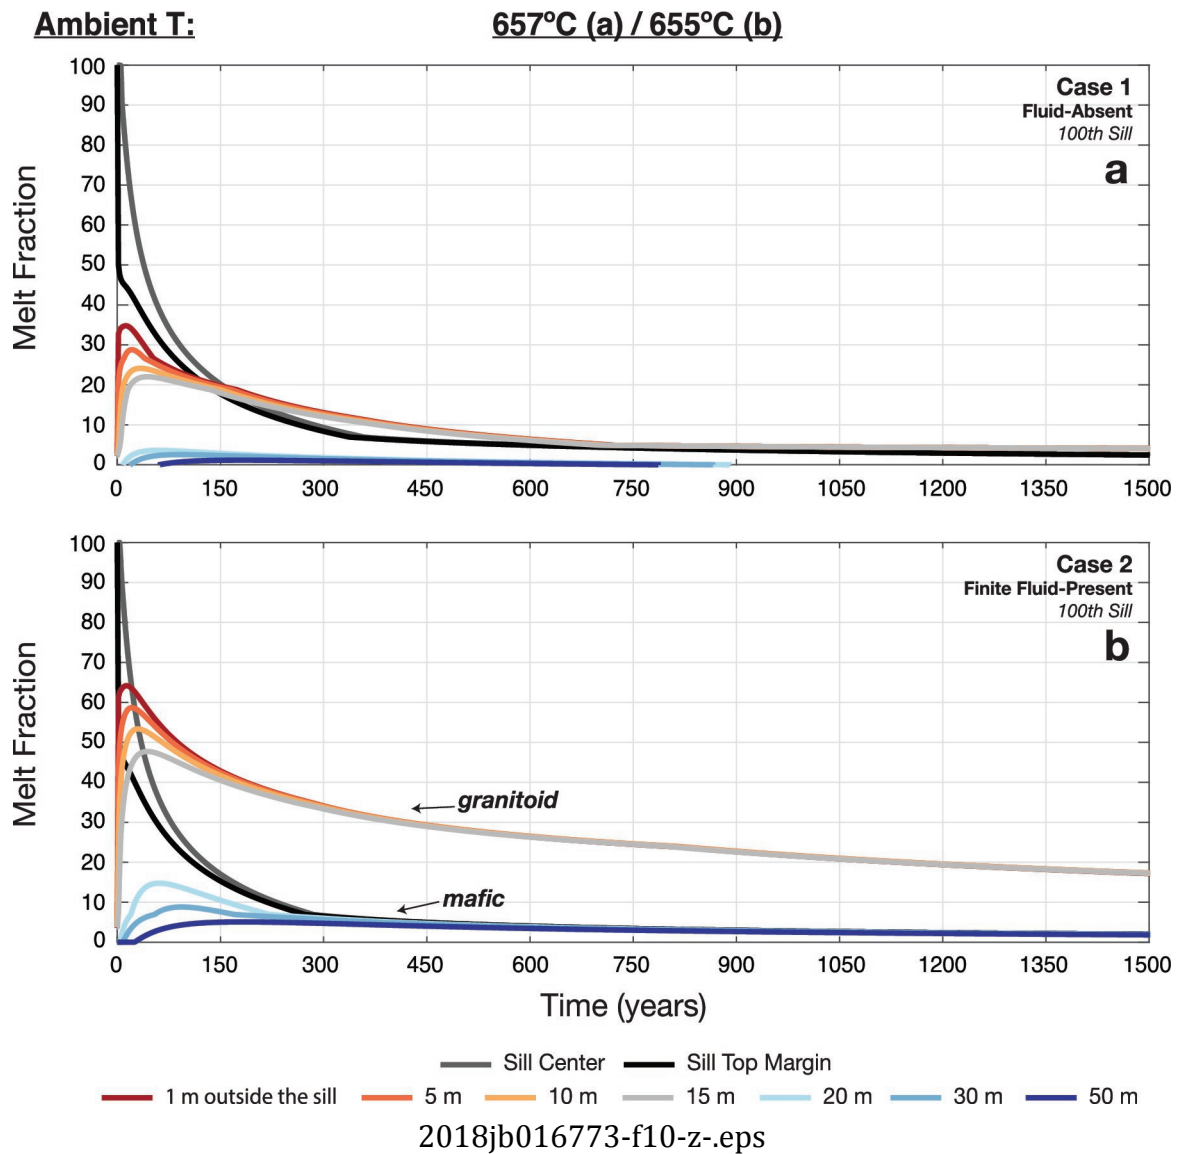 Ambient T: 657ºC (a) / 655ºC (b)
100
90
80
70
60
50
40
30
20
10
0
Melt Fraction
Case 1
Fluid-Absent
100th Sill
a
0 150 300 450 600 750 900 1050 1200 1350 1500
100
90
80
70
60
50
40
30
20
10
0
Melt Fraction
Case 2
Finite Fluid-Present
100th Sill
b
granitoid
mafic
0 150 300 450 600 750 900 1050 1200 1350 1500
Time (years)
Sill Center Sill Top Margin
1 m outside the sill 5 m 10 m 15 m 20 m 30 m 50 m
2018jb016773-f10-z-.eps